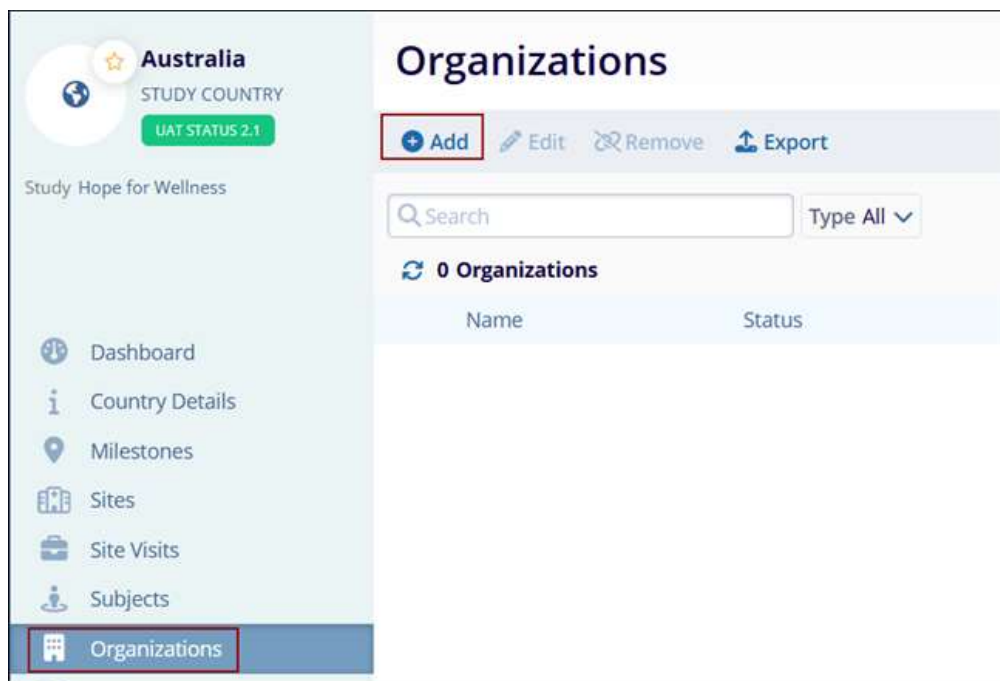 Australia
STUDY COUNTRY
UAT STATUS 2.1
Study Hope for Wellness
Dashboard
Country Details
Milestones
Sites
Site Visits
Subjects
Organizations
Organizations
Add Edit Remove Export
Search Type All
0 Organizations
Name Status